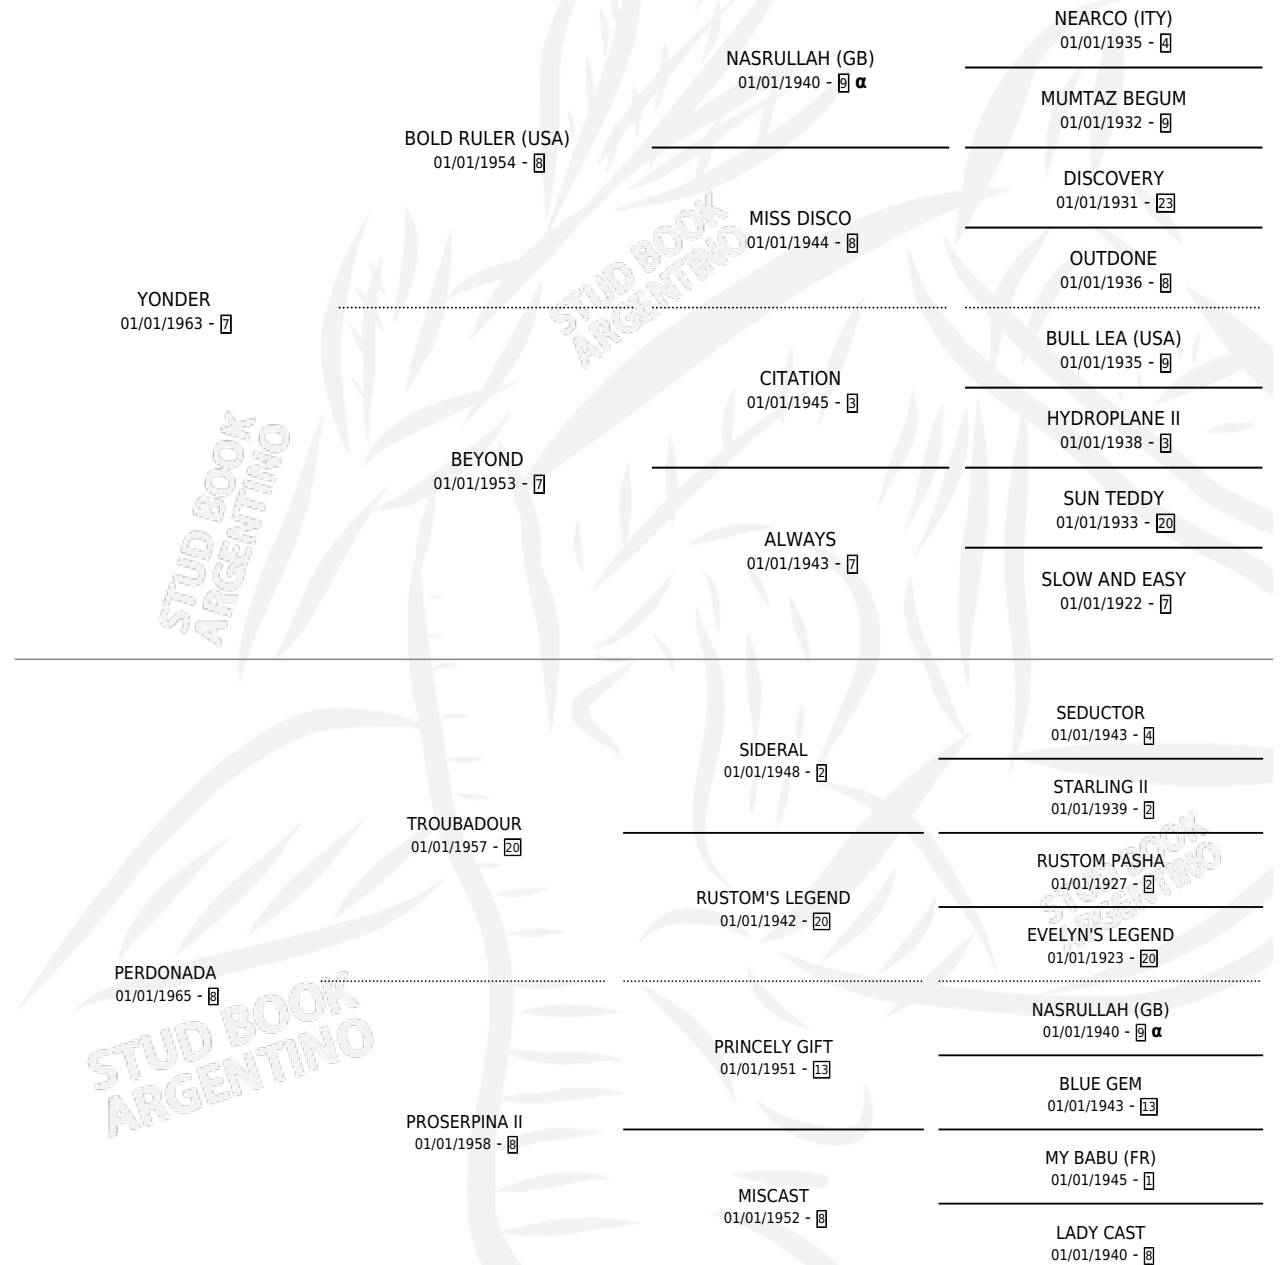 NEARCO (ITY)
01/01/1935 - 4
NASRULLAH (GB)
01/01/1940 - 9 α
MUMTAZ BEGUM
01/01/1932 - 9
BOLD RULER (USA)
01/01/1954 - 8
DISCOVERY
01/01/1931 - 23
MISS DISCO
01/01/1944 - 8
OUTDONE
01/01/1936 - 8
YONDER
01/01/1963 - 7
BULL LEA (USA)
01/01/1935 - 9
CITATION
01/01/1945 - 3
HYDROPLANE II
01/01/1938 - 3
BEYOND
01/01/1953 - 7
SUN TEDDY
01/01/1933 - 20
ALWAYS
01/01/1943 - 7
SLOW AND EASY
01/01/1922 - 7
SEDUCTOR
01/01/1943 - 4
SIDERAL
01/01/1948 - 2
STARLING II
01/01/1939 - 2
TROUBADOUR
01/01/1957 - 20
RUSTOM PASHA
01/01/1927 - 2
RUSTOM'S LEGEND
01/01/1942 - 20
EVELYN'S LEGEND
01/01/1923 - 20
PERDONADA
01/01/1965 - 8
NASRULLAH (GB)
01/01/1940 - 9 α
PRINCELY GIFT
01/01/1951 - 13
BLUE GEM
01/01/1943 - 13
PROSERPINA II
01/01/1958 - 8
MY BABU (FR)
01/01/1945 - 1
MISCAST
01/01/1952 - 8
LADY CAST
01/01/1940 - 8
STUD BOOK
ARGENTINO
STUD BOOK
ARGENTINO
STUD BOOK
ARGENTINO
STUD BOOK
ARGENTINO